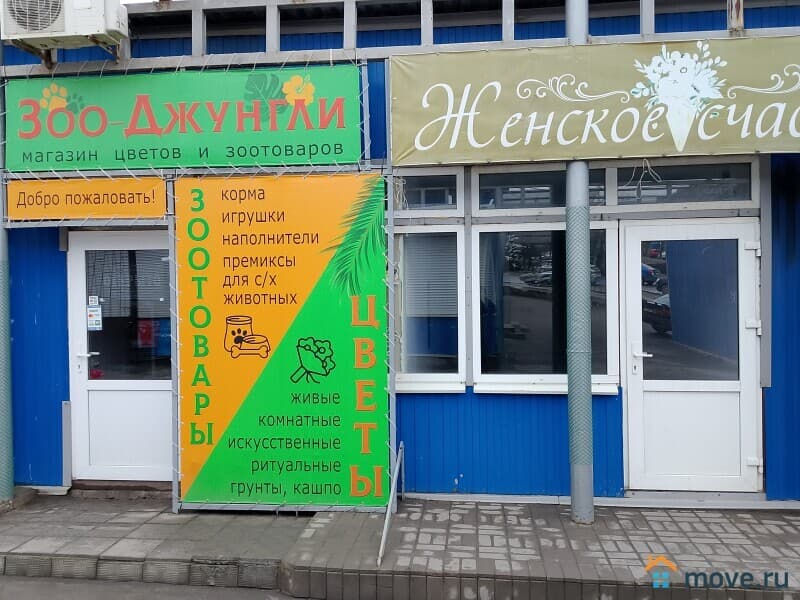 Зоо-Джунгли
магазин цветов и зоотоваров
Женское счас
Добро пожаловать!
ЗООТОВАРЫ
корма
игрушки
наполнители
премиксы
для с/х
животных
ЦВЕТЫ
живые
комнатные
искусственные
ритуальные
грунты, кашпо
move.ru